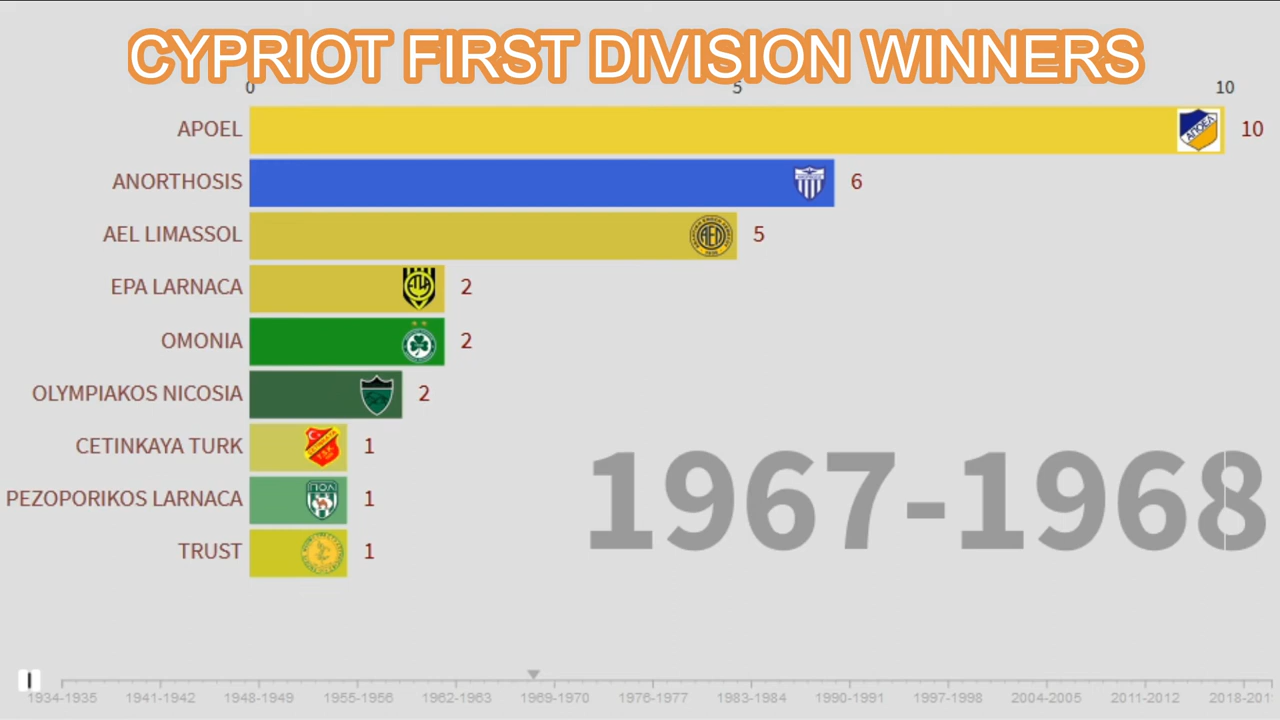 CYPRIOT FIRST DIVISION WINNERS
0 5 10
APOEL 10
ANORTHOSIS 6
AEL LIMASSOL 5
EPA LARNACA 2
OMONIA 2
OLYMPIAKOS NICOSIA 2
CETINKAYA TURK 1
PEZOPORIKOS LARNACA 1
TRUST 1
1967-1968
1934-1935 1941-1942 1948-1949 1955-1956 1962-1963 1969-1970 1976-1977 1983-1984 1990-1991 1997-1998 2004-2005 2011-2012 2018-201